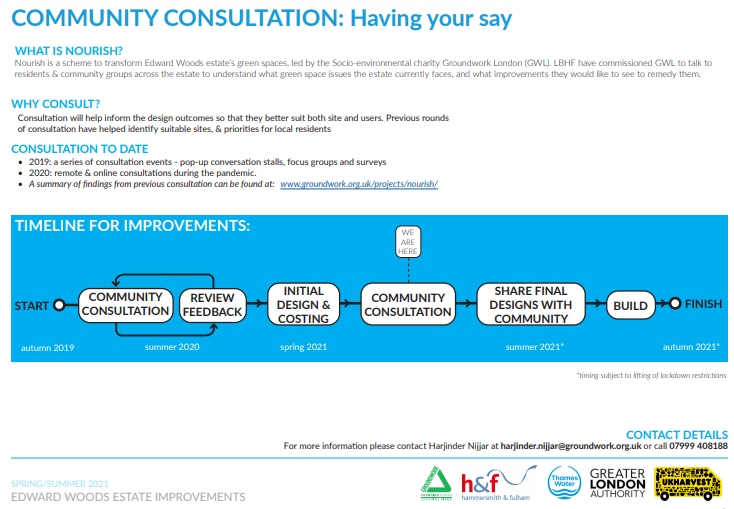 COMMUNITY CONSULTATION: Having your say
WHAT IS NOURISH?
Nourish is a scheme to transform Edward Woods estate's green spaces, led by the Socio-environmental charity Groundwork London (GWL). LBHF have commissioned GWL to talk to
residents & community groups across the estate to understand what green space issues the estate currently faces, and what improvements they would like to see to remedy them.
WHY CONSULT?
Consultation will help inform the design outcomes so that they better suit both site and users. Previous rounds
of consultation have helped identify suitable sites, & priorities for local residents
CONSULTATION TO DATE
• 2019: a series of consultation events - pop-up conversation stalls, focus groups and surveys
• 2020: remote & online consultations during the pandemic.
• A summary of findings from previous consultation can be found at: www.groundwork.org.uk/projects/nourish/
TIMELINE FOR IMPROVEMENTS:
WE
ARE
HERE
START
COMMUNITY
CONSULTATION
REVIEW
FEEDBACK
INITIAL
DESIGN &
COSTING
COMMUNITY
CONSULTATION
SHARE FINAL
DESIGNS WITH
COMMUNITY
BUILD
FINISH
autumn 2019
summer 2020
spring 2021
summer 2021*
autumn 2021*
*timing subject to lifting of lockdown restrictions
CONTACT DETAILS
For more information please contact Harjinder Nijjar at harjinder.nijjar@groundwork.org.uk or call 07999 408188
SPRING/SUMMER 2021
EDWARD WOODS ESTATE IMPROVEMENTS
GROUNDWORK
h&f
hammersmith & fulham
Thames
Water
GREATER
LONDON
AUTHORITY
UKHARVEST